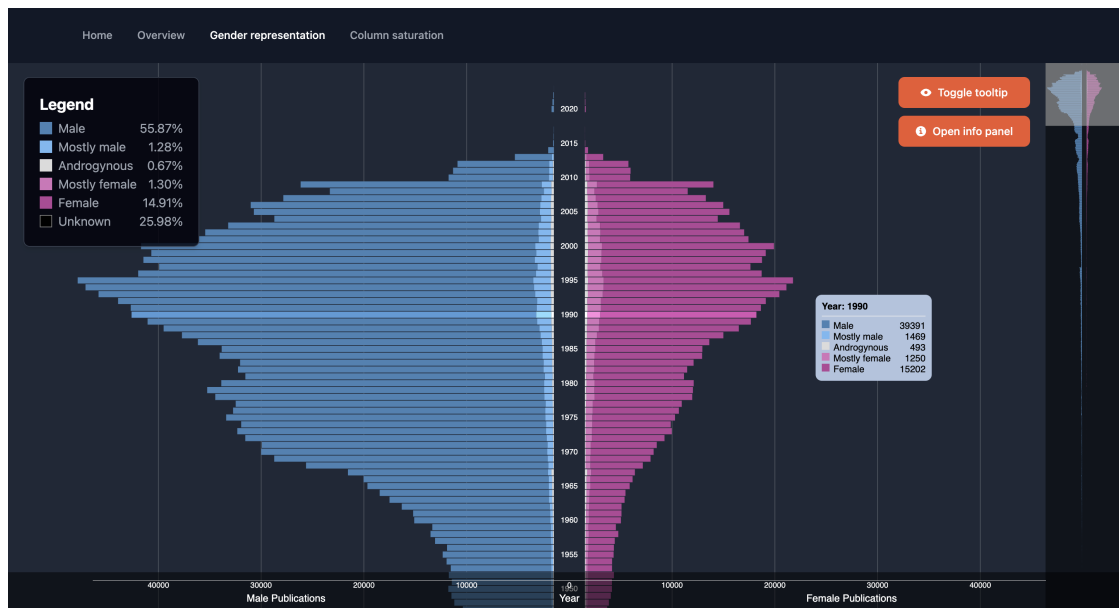 Home Overview Gender representation Column saturation
Legend
Male 55.87%
Mostly male 1.28%
Androgynous 0.67%
Mostly female 1.30%
Female 14.91%
Unknown 25.98%
Toggle tooltip
Open info panel
2020
2015
2010
2005
2000
1995
1990
1985
1980
1975
1970
1965
1960
1955
1950
Year: 1990
Male 39391
Mostly male 1469
Androgynous 493
Mostly female 1250
Female 15202
40000 30000 20000 10000 0 10000 20000 30000 40000
Male Publications Year Female Publications